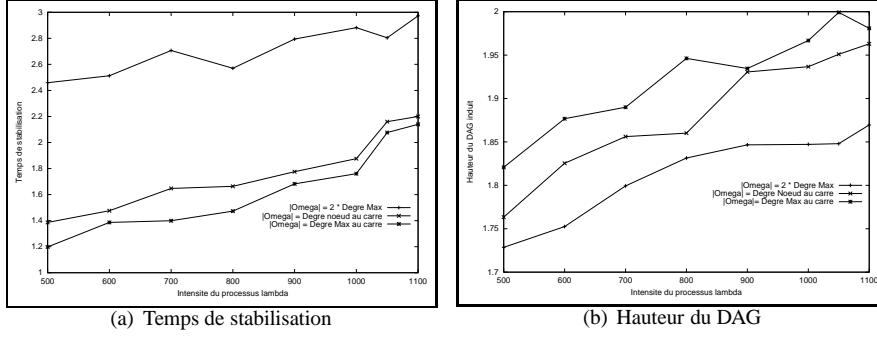 3
2.8
2.6
2.4
2.2
2
1.8
1.6
1.4
1.2
1
Temps de stabilisation
|Omega| = 2 * Degre Max
|Omega| = Degre noeud au carre
|Omega|= Degre Max au carre
500 600 700 800 900 1000 1100
Intensite du processus lambda
(a) Temps de stabilisation
2
1.95
1.9
1.85
1.8
1.75
1.7
Hauteur du DAG induit
|Omega| = 2 * Degre Max
|Omega| = Degre Noeud au carre
|Omega|= Degre Max au carre
500 600 700 800 900 1000 1100
Intensite du processus lambda
(b) Hauteur du DAG